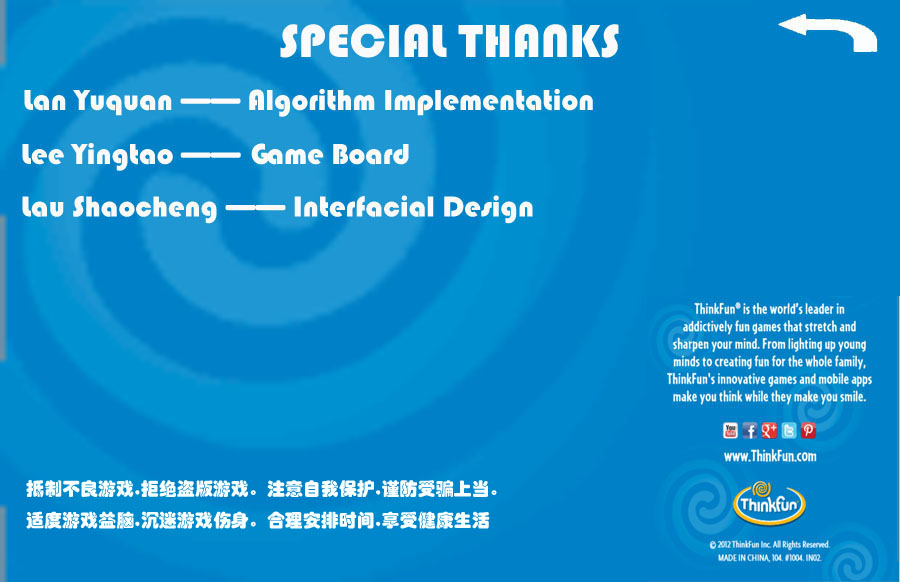 SPECIAL THANKS
Lan Yuquan —— Algorithm Implementation
Lee Yingtao —— Game Board
Lau Shaocheng —— Interfacial Design
ThinkFun® is the world's leader in
addictively fun games that stretch and
sharpen your mind. From lighting up young
minds to creating fun for the whole family,
ThinkFun's innovative games and mobile apps
make you think while they make you smile.
You
www.ThinkFun.com
抵制不良游戏,拒绝盗版游戏。注意自我保护,谨防受骗上当。
适度游戏益脑,沉迷游戏伤身。合理安排时间,享受健康生活
Thinkfun
© 2012 ThinkFun Inc. All Rights Reserved.
MADE IN CHINA, 104. #1004. IN02.